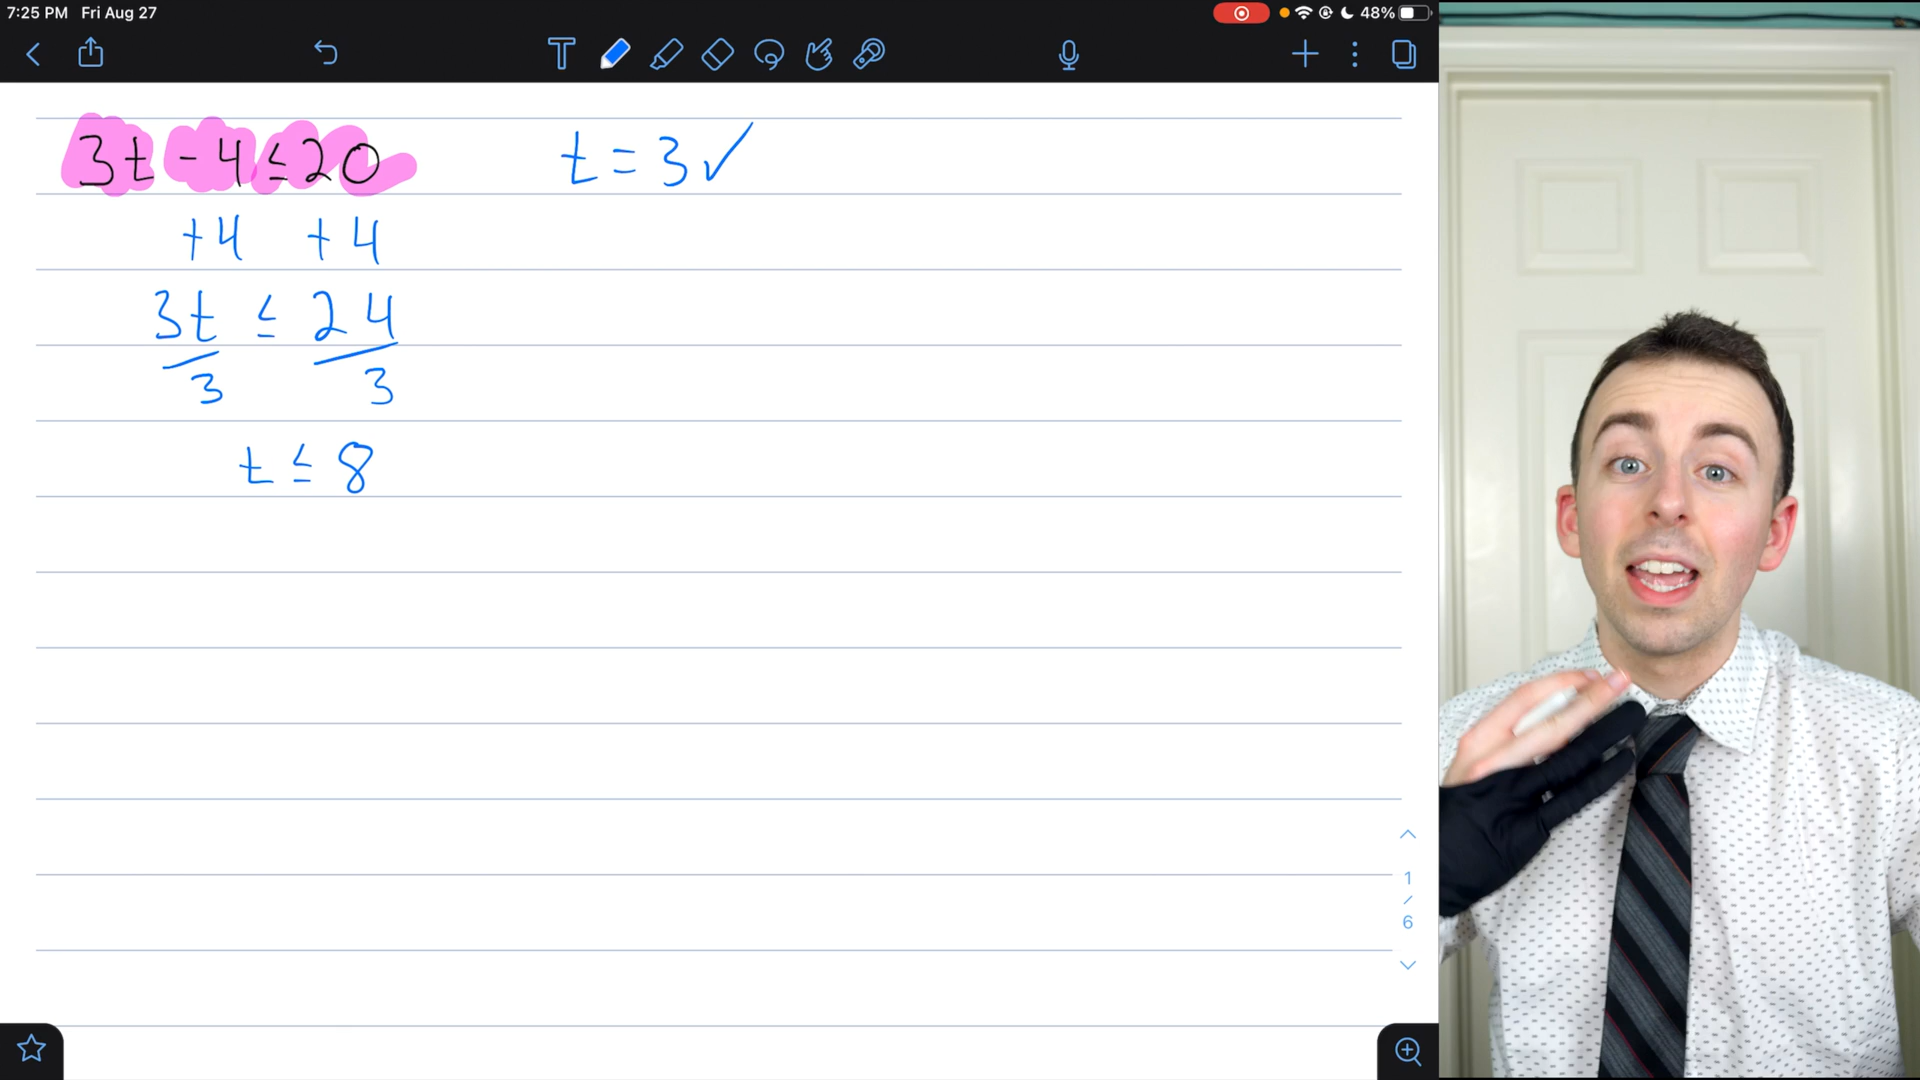 7:25 PM Fri Aug 27
48%
3t - 4 ≤ 20
t = 3 ✓
+4 +4
3t ≤ 24
3 3
t ≤ 8
1
/
6